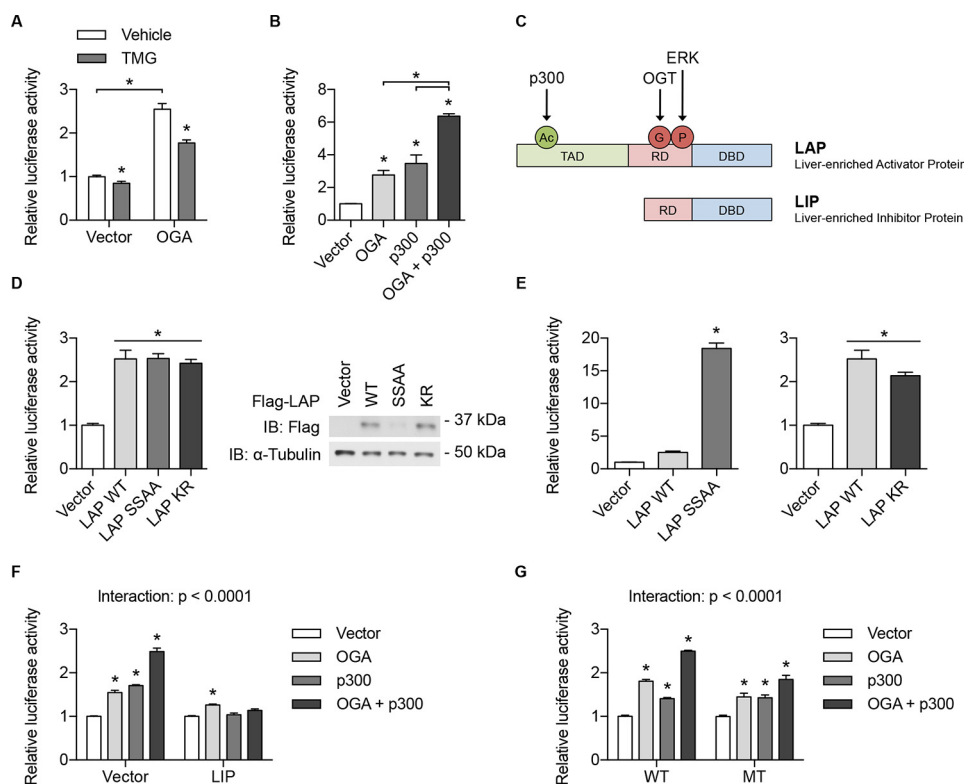 A
Vehicle
TMG
Relative luciferase activity
3
2
1
0
*
*
*
Vector
OGA
B
Relative luciferase activity
8
6
4
2
0
*
*
*
*
Vector
OGA
p300
OGA + p300
C
p300
OGT
ERK
Ac
G
P
TAD
RD
DBD
LAP
Liver-enriched Activator Protein
RD
DBD
LIP
Liver-enriched Inhibitor Protein
D
Relative luciferase activity
3
2
1
0
*
Vector
LAP WT
LAP SSAA
LAP KR
Flag-LAP
Vector
WT
SSAA
KR
IB: Flag
- 37 kDa
IB: α-Tubulin
- 50 kDa
E
Relative luciferase activity
20
15
10
5
0
*
Vector
LAP WT
LAP SSAA
3
2
1
0
*
Vector
LAP WT
LAP KR
F
Interaction: p < 0.0001
Relative luciferase activity
3
2
1
0
*
*
*
*
Vector
LIP
Vector
OGA
p300
OGA + p300
G
Interaction: p < 0.0001
Relative luciferase activity
3
2
1
0
*
*
*
*
*
*
WT
MT
Vector
OGA
p300
OGA + p300